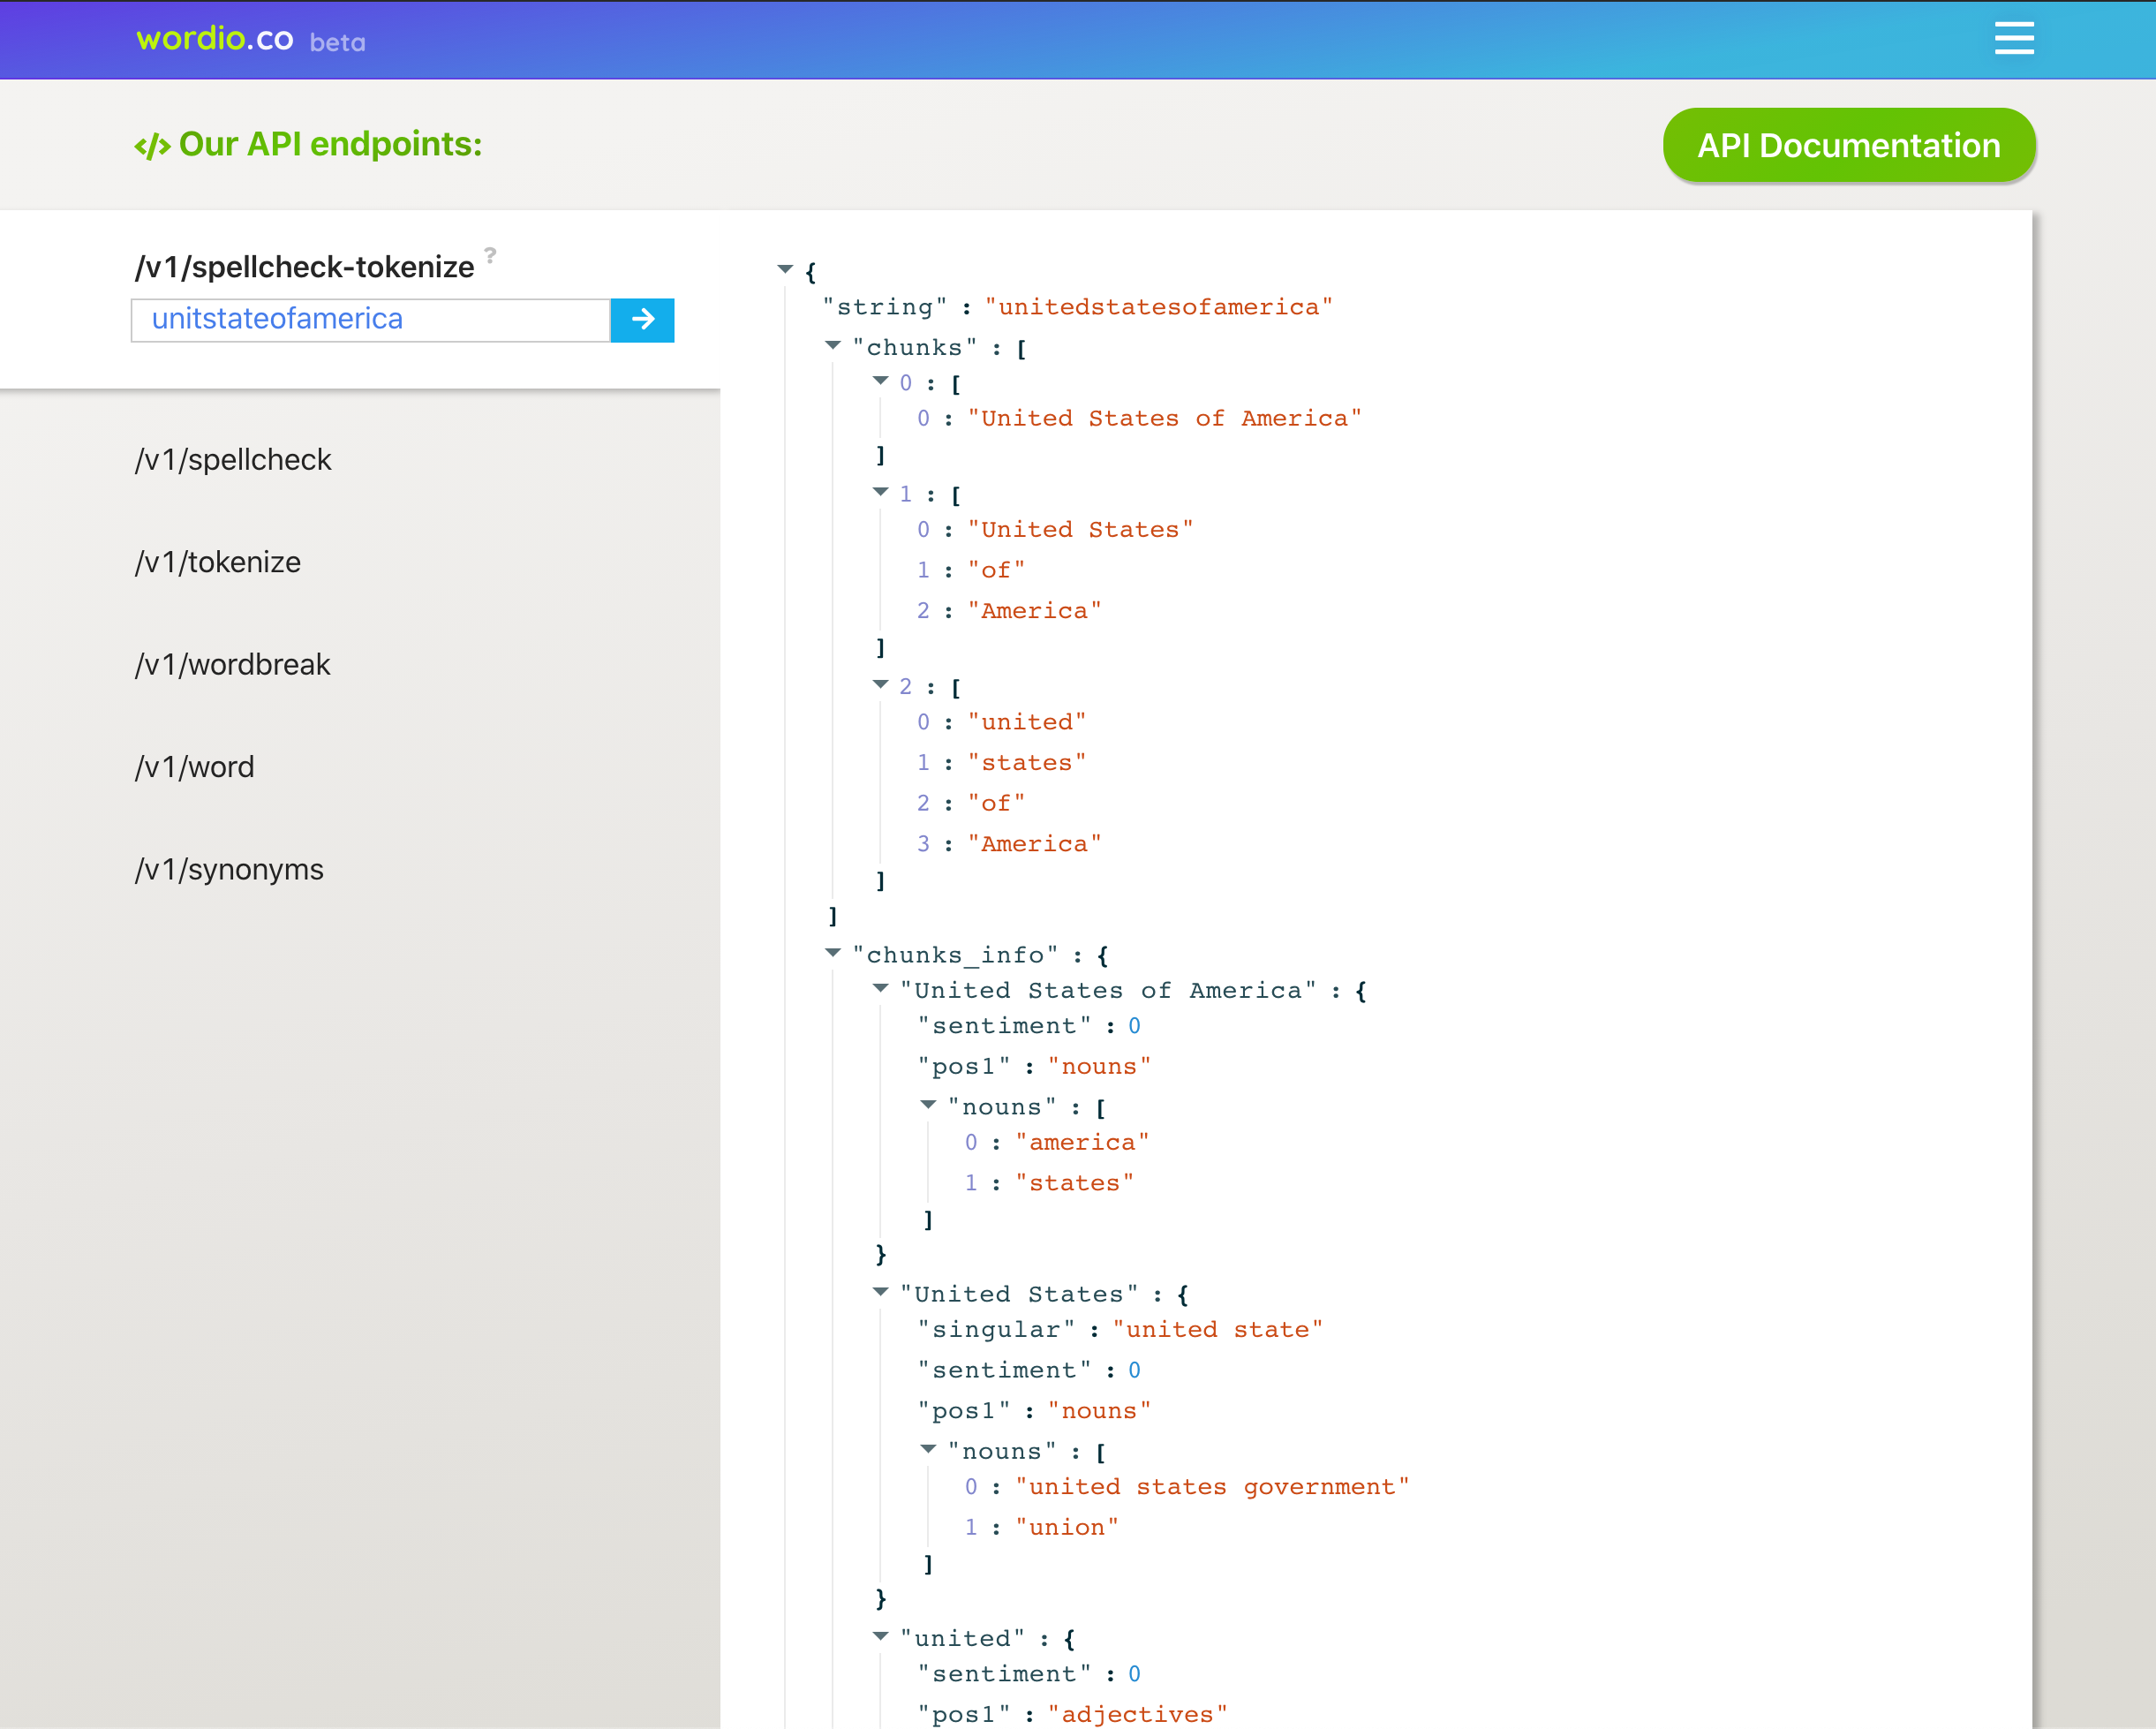 wordio.co beta
</> Our API endpoints:
API Documentation
/v1/spellcheck-tokenize ?
unitstateofamerica
/v1/spellcheck
/v1/tokenize
/v1/wordbreak
/v1/word
/v1/synonyms
{
"string" : "unitedstatesofamerica"
"chunks" : [
0 : [
0 : "United States of America"
]
1 : [
0 : "United States"
1 : "of"
2 : "America"
]
2 : [
0 : "united"
1 : "states"
2 : "of"
3 : "America"
]
]
"chunks_info" : {
"United States of America" : {
"sentiment" : 0
"pos1" : "nouns"
"nouns" : [
0 : "america"
1 : "states"
]
}
"United States" : {
"singular" : "united state"
"sentiment" : 0
"pos1" : "nouns"
"nouns" : [
0 : "united states government"
1 : "union"
]
}
"united" : {
"sentiment" : 0
"pos1" : "adjectives"